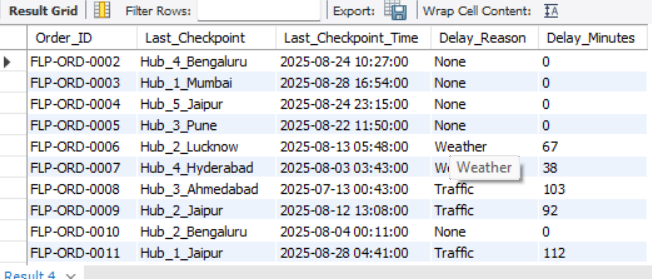 Result Grid Filter Rows: Export: Wrap Cell Content: IA
Order_ID Last_Checkpoint Last_Checkpoint_Time Delay_Reason Delay_Minutes
FLP-ORD-0002 Hub_4_Bengaluru 2025-08-24 10:27:00 None 0
FLP-ORD-0003 Hub_1_Mumbai 2025-08-28 16:54:00 None 0
FLP-ORD-0004 Hub_5_Jaipur 2025-08-24 23:15:00 None 0
FLP-ORD-0005 Hub_3_Pune 2025-08-22 11:50:00 None 0
FLP-ORD-0006 Hub_2_Lucknow 2025-08-13 05:48:00 Weather 67
FLP-ORD-0007 Hub_4_Hyderabad 2025-08-03 03:43:00 Weather 38
FLP-ORD-0008 Hub_3_Ahmedabad 2025-07-13 00:43:00 Traffic 103
FLP-ORD-0009 Hub_2_Jaipur 2025-08-12 13:08:00 Traffic 92
FLP-ORD-0010 Hub_2_Bengaluru 2025-08-04 00:11:00 None 0
FLP-ORD-0011 Hub_1_Jaipur 2025-08-28 04:41:00 Traffic 112
Result 4